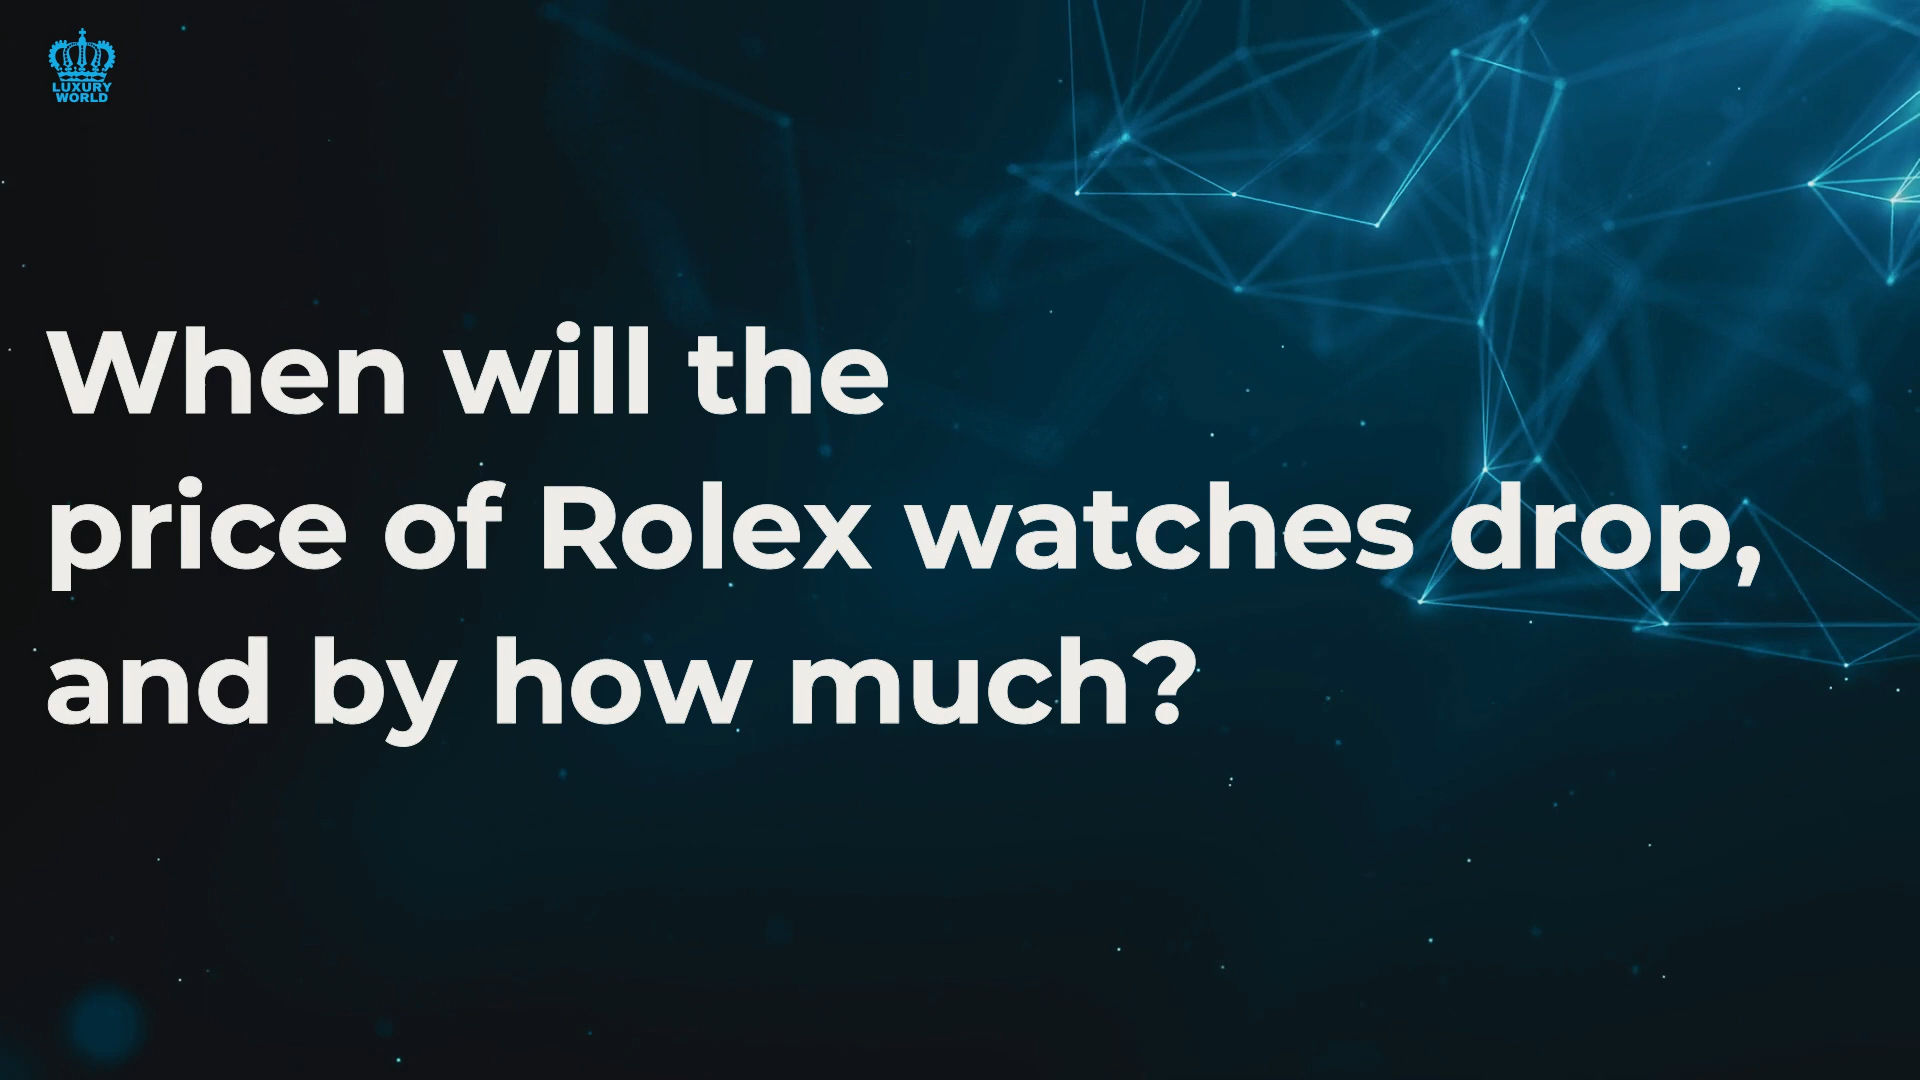 LUXURY
WORLD
When will the
price of Rolex watches drop,
and by how much?